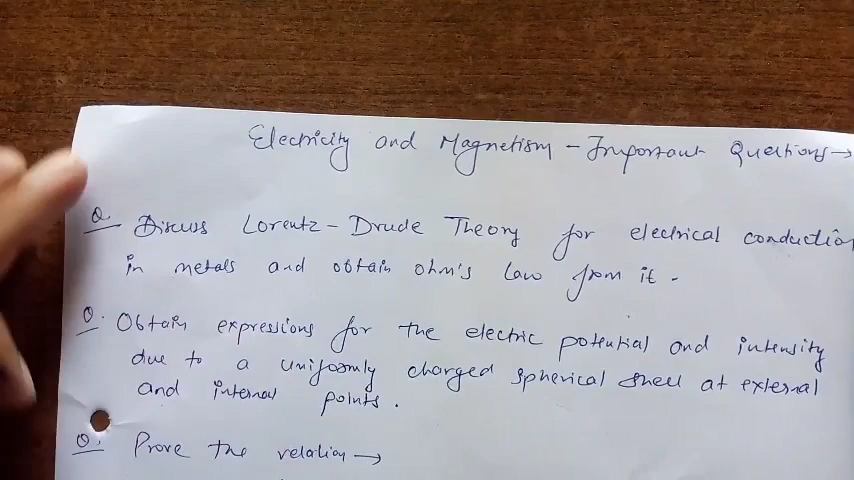 Electricity and Magnetism - Important Questions →
Q. Discuss Lorentz - Drude Theory for electrical conduction
in metals and obtain ohm's law from it.
Q. Obtain expressions for the electric potential and intensity
due to a uniformly charged spherical shell at external
and internal points.
Q. Prove the relation →